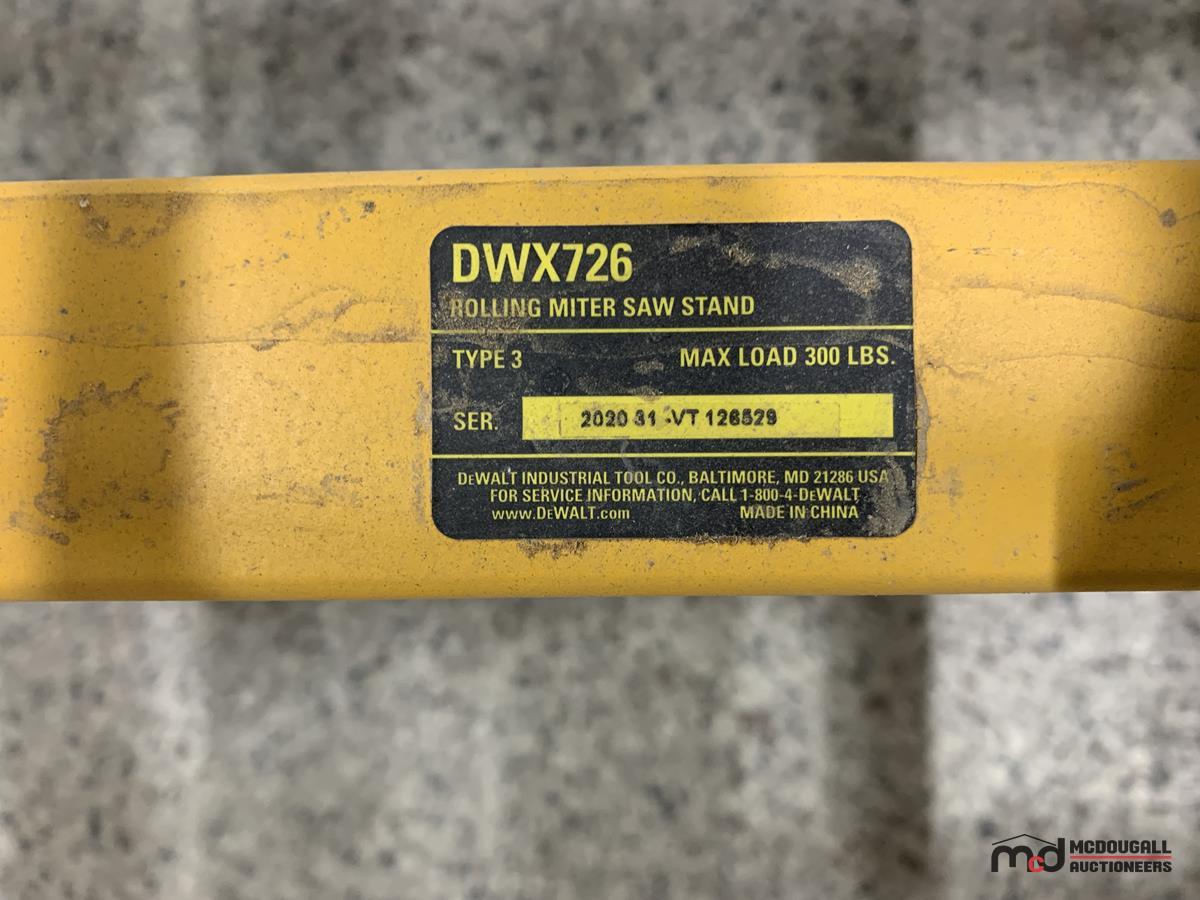 DWX726
ROLLING MITER SAW STAND
TYPE 3 MAX LOAD 300 LBS.
SER. 2020 31 -VT 126529
DEWALT INDUSTRIAL TOOL CO., BALTIMORE, MD 21286 USA
FOR SERVICE INFORMATION, CALL 1-800-4-DEWALT
www.DEWALT.com MADE IN CHINA
mcd MCDOUGALL
AUCTIONEERS